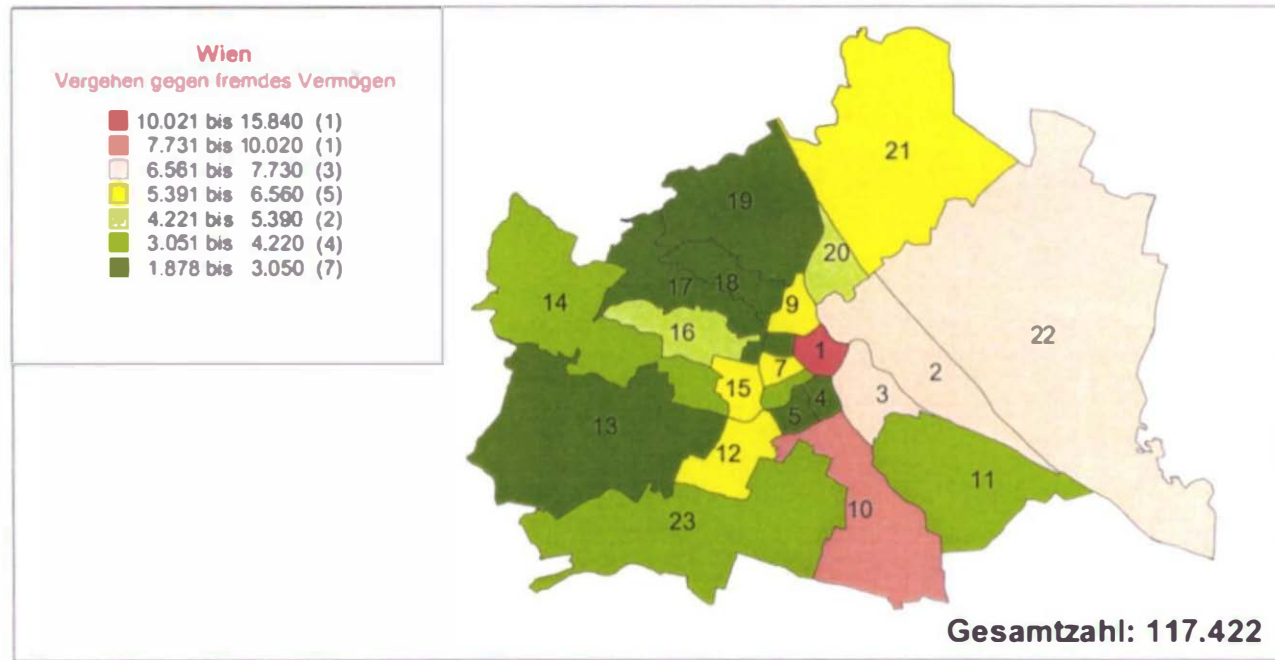 Wien
Vergehen gegen fremdes Vermögen
10.021 bis 15.840 (1)
7.731 bis 10.020 (1)
6.561 bis 7.730 (3)
5.391 bis 6.560 (5)
4.221 bis 5.390 (2)
3.051 bis 4.220 (4)
1.878 bis 3.050 (7)
21
19
20
22
18
17
14
9
16
1
7
2
15
3
4
5
13
12
11
10
23
Gesamtzahl: 117.422